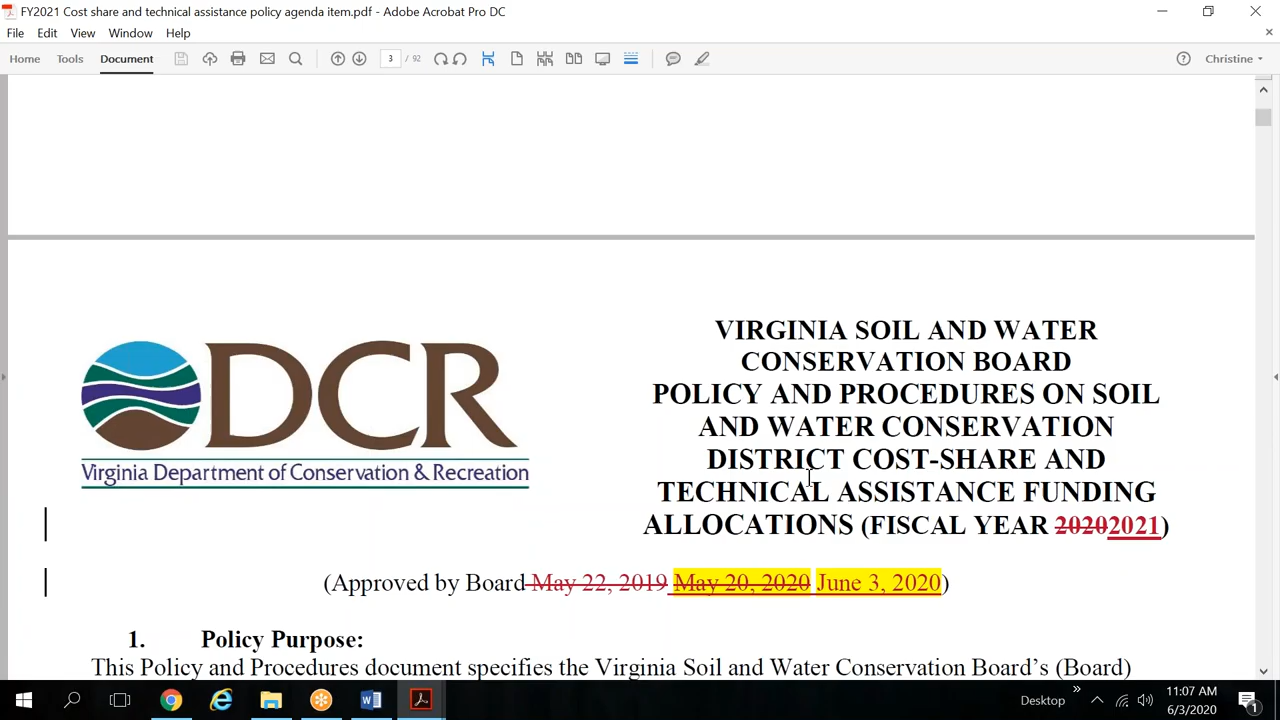 FY2021 Cost share and technical assistance policy agenda item.pdf - Adobe Acrobat Pro DC
File Edit View Window Help
Home Tools Document 3 / 92 Christine
DCR
Virginia Department of Conservation & Recreation
VIRGINIA SOIL AND WATER
CONSERVATION BOARD
POLICY AND PROCEDURES ON SOIL
AND WATER CONSERVATION
DISTRICT COST-SHARE AND
TECHNICAL ASSISTANCE FUNDING
ALLOCATIONS (FISCAL YEAR 20202021)
(Approved by Board May 22, 2019 May 20, 2020 June 3, 2020)
1. Policy Purpose:
This Policy and Procedures document specifies the Virginia Soil and Water Conservation Board's (Board)
Desktop
11:07 AM
6/3/2020
1